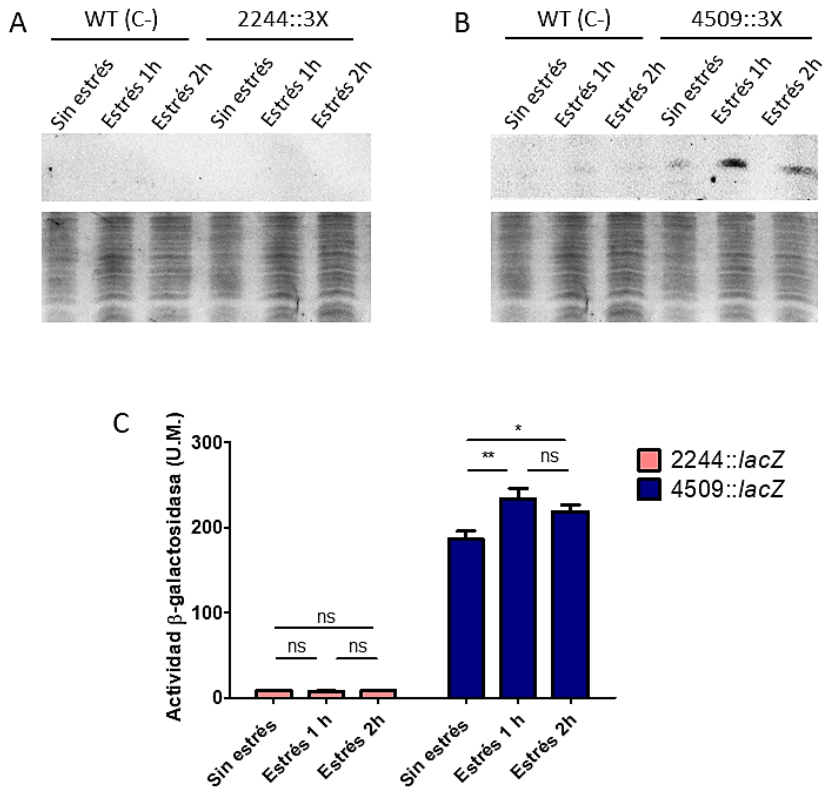 A
WT (C-)
2244::3X
Sin estrés
Estrés 1h
Estrés 2h
Sin estrés
Estrés 1h
Estrés 2h
B
WT (C-)
4509::3X
Sin estrés
Estrés 1h
Estrés 2h
Sin estrés
Estrés 1h
Estrés 2h
C
Actividad β-galactosidasa (U.M.)
300
200
100
0
ns
ns
ns
*
**
ns
2244::lacZ
4509::lacZ
Sin estrés
Estrés 1 h
Estrés 2h
Sin estrés
Estrés 1 h
Estrés 2h